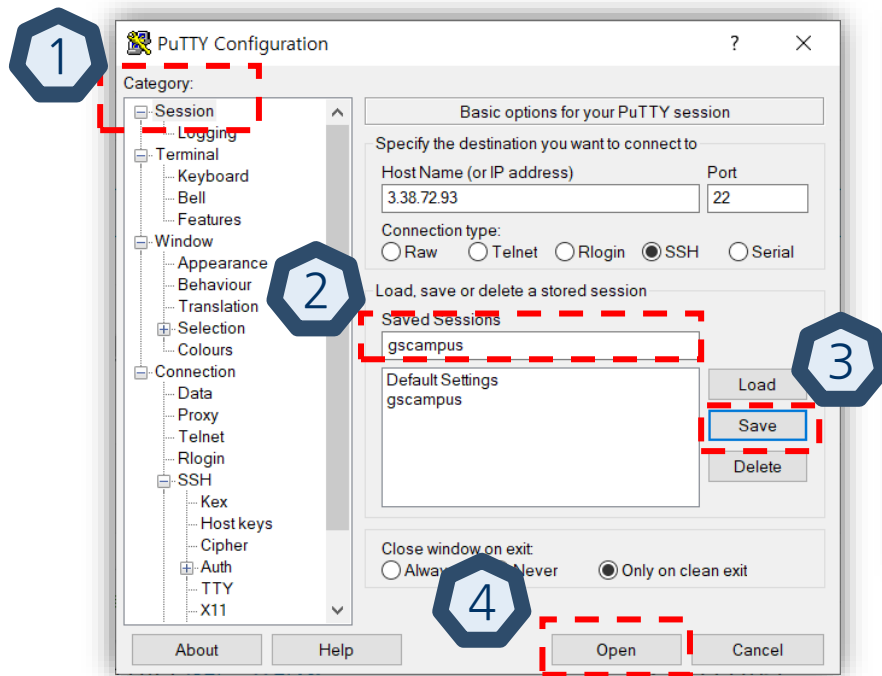 1
PuTTY Configuration
? ×
Category:
Session
Logging
Terminal
Keyboard
Bell
Features
Window
Appearance
Behaviour
Translation
Selection
Colours
Connection
Data
Proxy
Telnet
Rlogin
SSH
Kex
Host keys
Cipher
Auth
TTY
X11
Basic options for your PuTTY session
Specify the destination you want to connect to
Host Name (or IP address) Port
3.38.72.93 22
Connection type:
Raw Telnet Rlogin SSH Serial
2
Load, save or delete a stored session
Saved Sessions
gscampus
Default Settings
gscampus
3
Load
Save
Delete
Close window on exit:
Never Only on clean exit
4
About Help Open Cancel